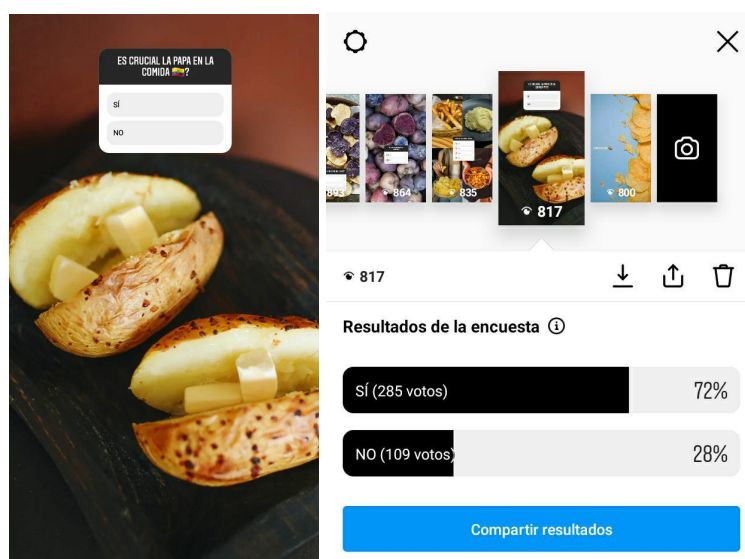 ES CRUCIAL LA PAPA EN LA
COMIDA 🇪🇨?
SÍ
NO
893
864
835
817
800
817
Resultados de la encuesta
SÍ (285 votos)
72%
NO (109 votos)
28%
Compartir resultados